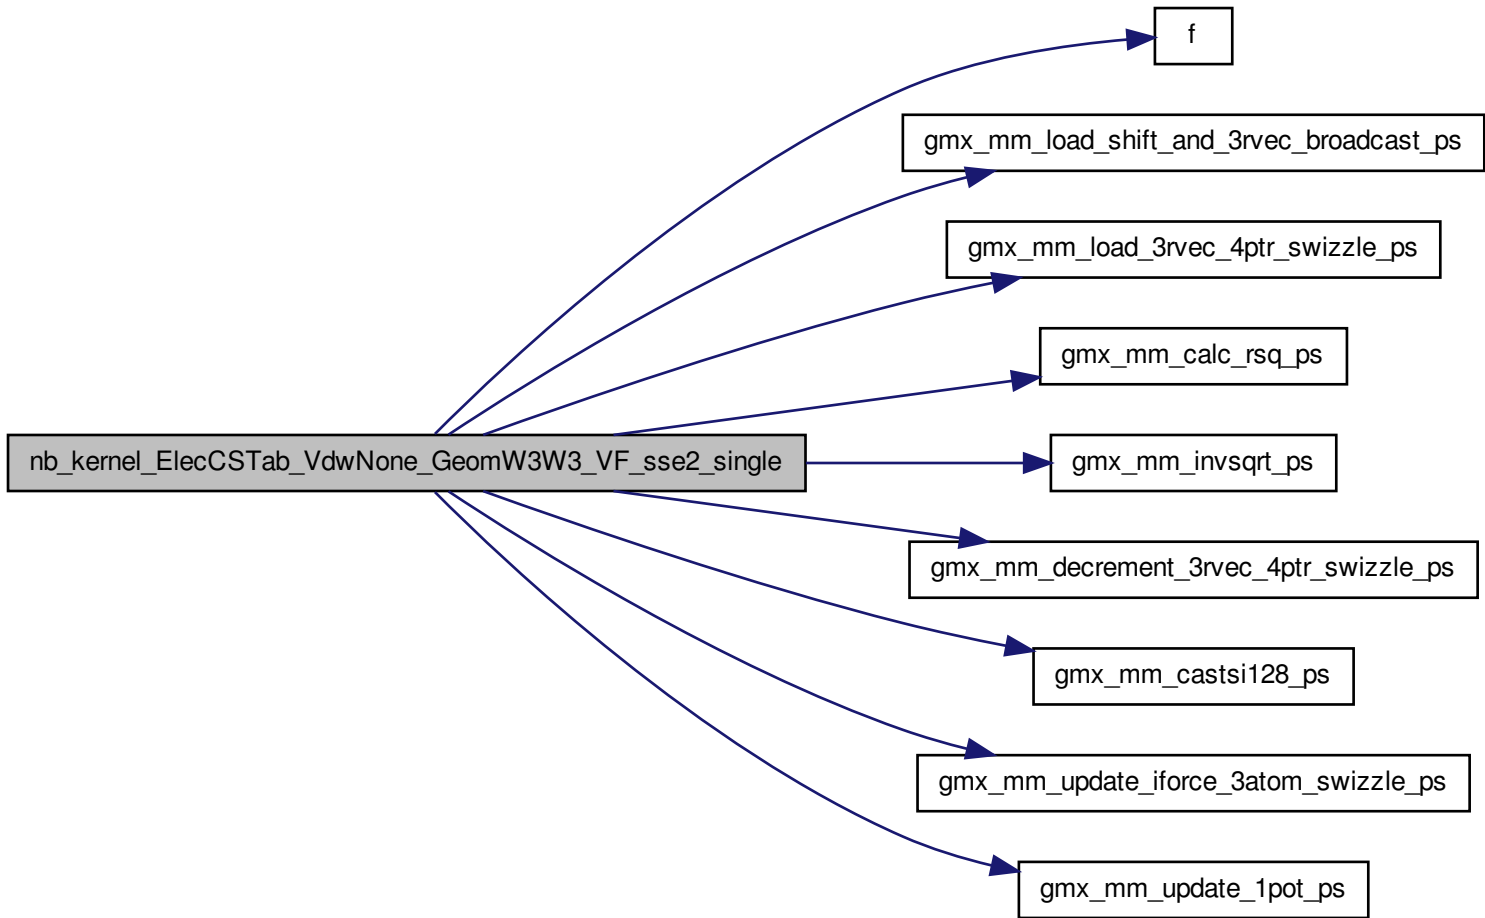 f
gmx_mm_load_shift_and_3rvec_broadcast_ps
gmx_mm_load_3rvec_4ptr_swizzle_ps
gmx_mm_calc_rsq_ps
nb_kernel_ElecCSTab_VdwNone_GeomW3W3_VF_sse2_single
gmx_mm_invsqrt_ps
gmx_mm_decrement_3rvec_4ptr_swizzle_ps
gmx_mm_castsi128_ps
gmx_mm_update_iforce_3atom_swizzle_ps
gmx_mm_update_1pot_ps